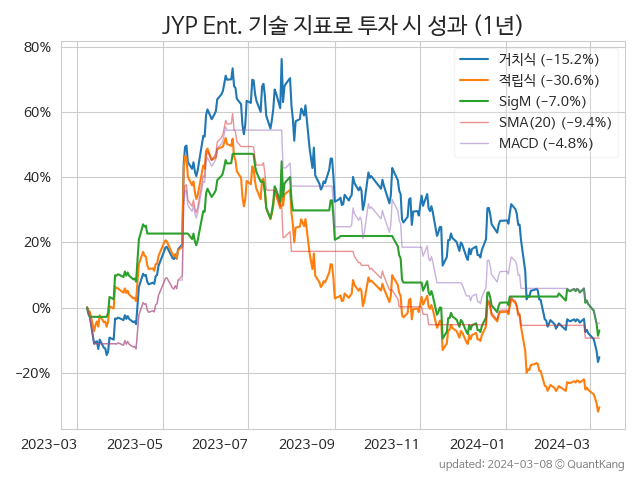 JYP Ent. 기술 지표로 투자 시 성과 (1년)
80%
60%
40%
20%
0%
−20%
거치식 (−15.2%)
적립식 (−30.6%)
SigM (−7.0%)
SMA(20) (−9.4%)
MACD (−4.8%)
2023-03 2023-05 2023-07 2023-09 2023-11 2024-01 2024-03
updated: 2024-03-08 © QuantKang